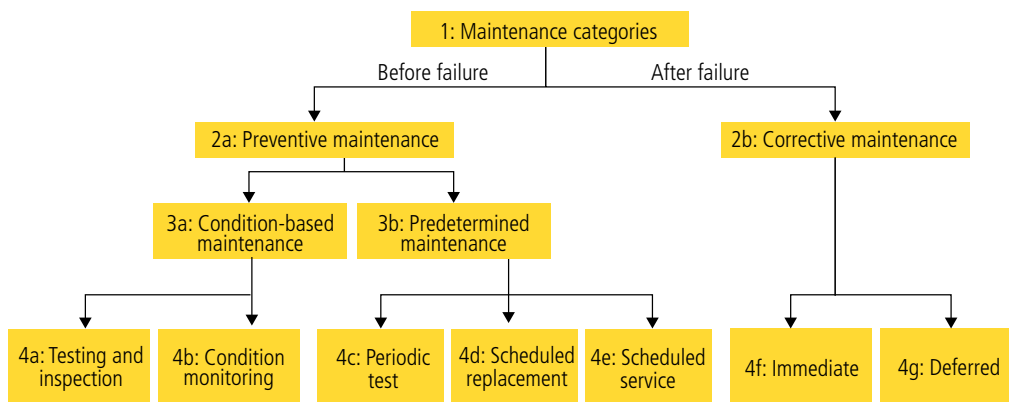 1: Maintenance categories
Before failure
After failure
2a: Preventive maintenance
2b: Corrective maintenance
3a: Condition-based
maintenance
3b: Predetermined
maintenance
4a: Testing and
inspection
4b: Condition
monitoring
4c: Periodic
test
4d: Scheduled
replacement
4e: Scheduled
service
4f: Immediate
4g: Deferred